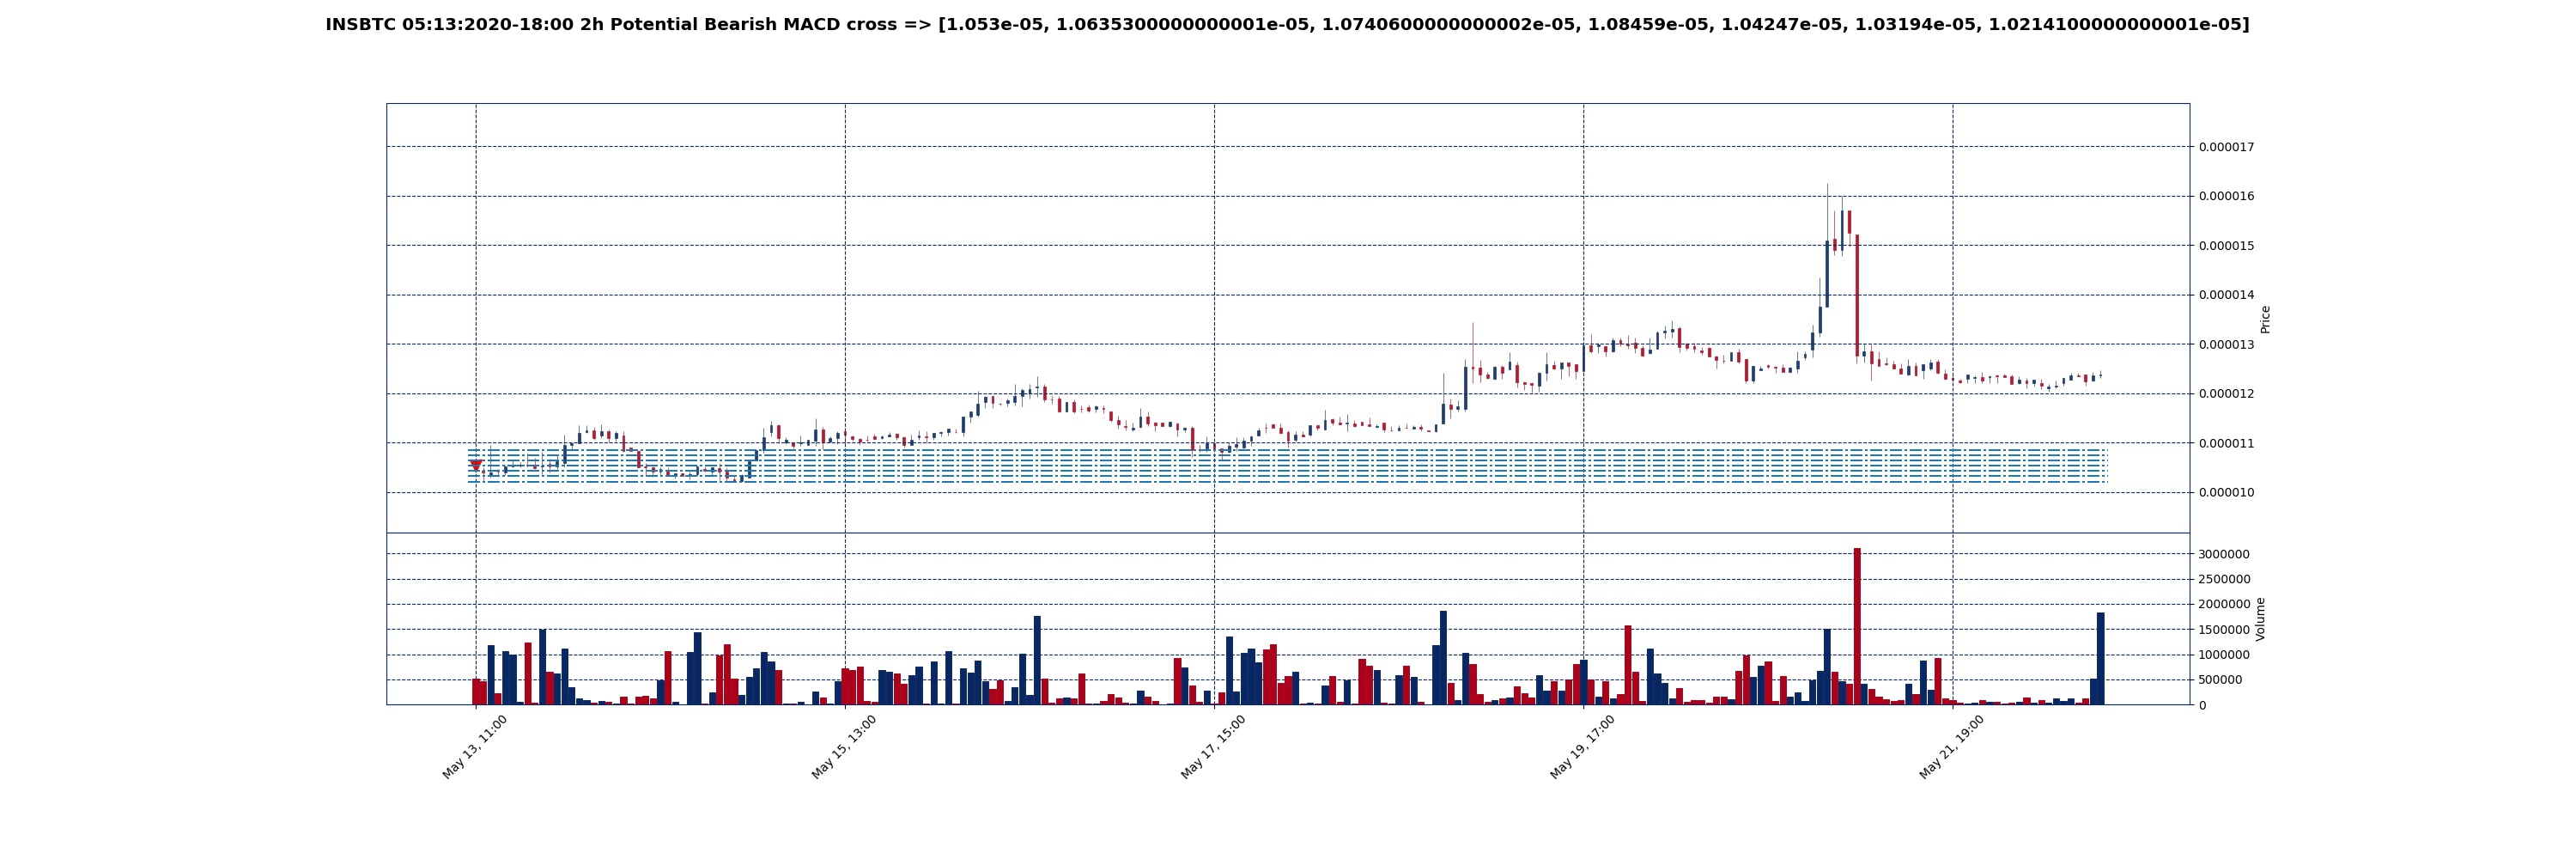 INSBTC 05:13:2020-18:00 2h Potential Bearish MACD cross => [1.053e-05, 1.0635300000000001e-05, 1.0740600000000002e-05, 1.08459e-05, 1.04247e-05, 1.03194e-05, 1.0214100000000001e-05]
0.000017
0.000016
0.000015
0.000014
Price
0.000013
0.000012
0.000011
0.000010
3000000
2500000
2000000
Volume
1500000
1000000
500000
0
May 13, 11:00
May 15, 13:00
May 17, 15:00
May 19, 17:00
May 21, 19:00